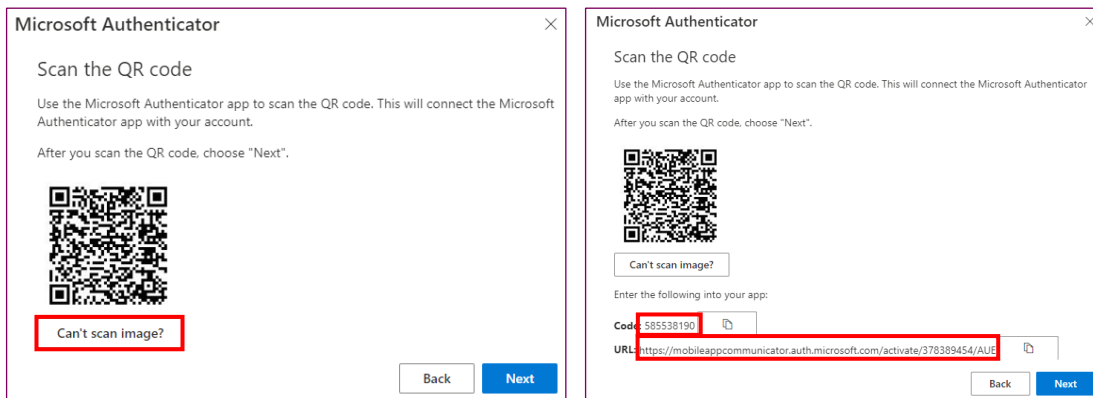 Microsoft Authenticator
Scan the QR code
Use the Microsoft Authenticator app to scan the QR code. This will connect the Microsoft
Authenticator app with your account.
After you scan the QR code, choose "Next".
Can't scan image?
Back
Next
Microsoft Authenticator
Scan the QR code
Use the Microsoft Authenticator app to scan the QR code. This will connect the Microsoft Authenticator
app with your account.
After you scan the QR code, choose "Next".
Can't scan image?
Enter the following into your app:
Code: 585538190
URL: https://mobileappcommunicator.auth.microsoft.com/activate/378389454/AUE
Back
Next